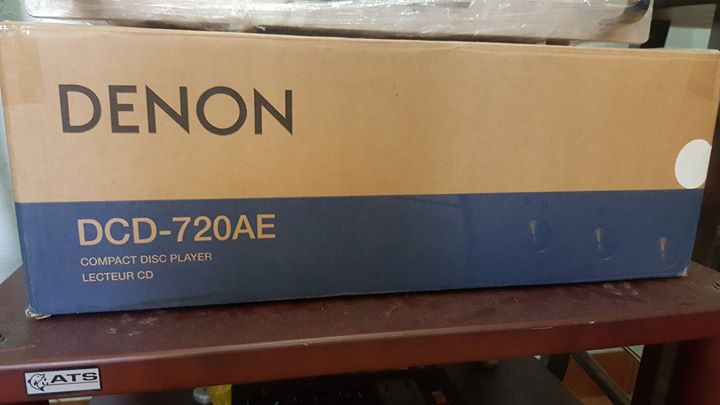 DENON
DCD-720AE
COMPACT DISC PLAYER
LECTEUR CD
ATS